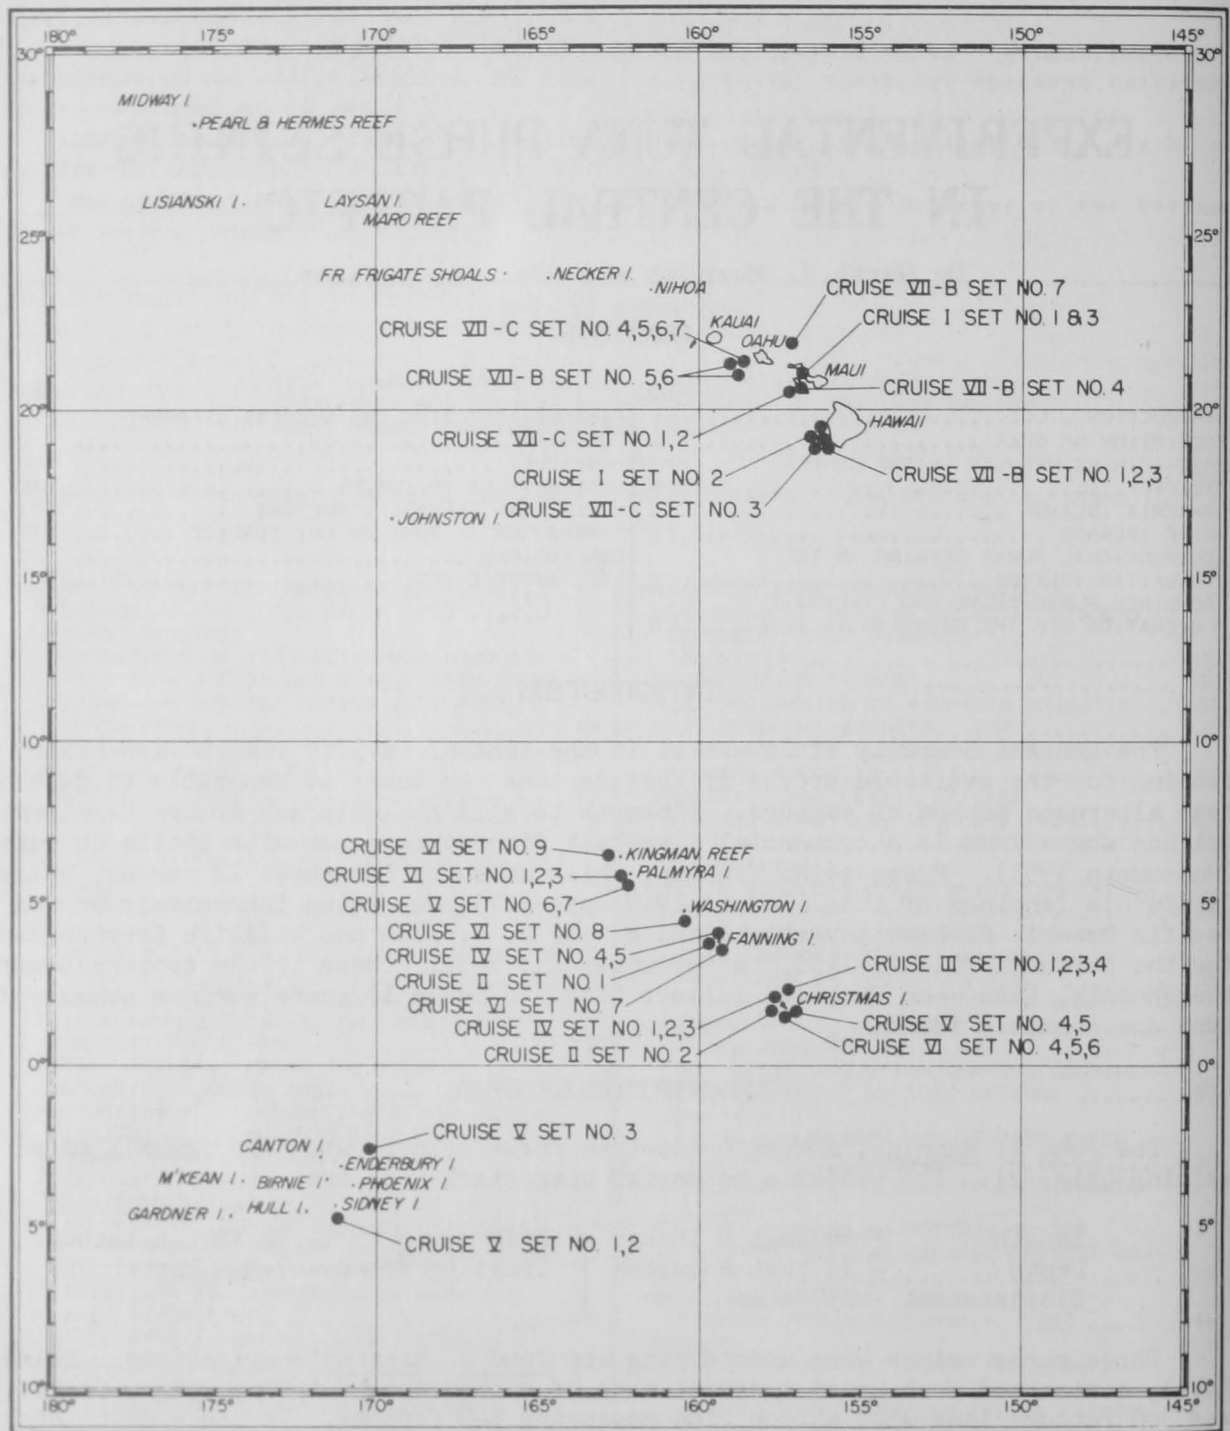 180° 175° 170° 165° 160° 155° 150° 145°
30° 30°
MIDWAY I.
PEARL & HERMES REEF
LISIANSKI I. LAYSAN I.
MARO REEF
25° 25°
FR FRIGATE SHOALS NECKER I.
NIHOA
CRUISE VII-B SET NO. 7
KAUAI
CRUISE I SET NO. 1 & 3
CRUISE VII-C SET NO. 4,5,6,7
OAHU
MAUI
CRUISE VII-B SET NO. 5,6
CRUISE VII-B SET NO. 4
20° 20°
HAWAII
CRUISE VII-C SET NO. 1,2
CRUISE I SET NO. 2
CRUISE VII-B SET NO. 1,2,3
CRUISE VII-C SET NO. 3
JOHNSTON I.
15° 15°
10° 10°
CRUISE VI SET NO. 9
KINGMAN REEF
CRUISE VI SET NO. 1,2,3
PALMYRA I.
CRUISE V SET NO. 6,7
5° 5°
WASHINGTON I.
CRUISE VI SET NO. 8
FANNING I.
CRUISE IV SET NO. 4,5
CRUISE III SET NO. 1,2,3,4
CRUISE II SET NO. 1
CHRISTMAS I.
CRUISE VI SET NO. 7
CRUISE V SET NO. 4,5
CRUISE IV SET NO. 1,2,3
CRUISE VI SET NO. 4,5,6
CRUISE II SET NO. 2
0° 0°
CRUISE V SET NO. 3
CANTON I.
ENDERBURY I.
M'KEAN I. BIRNIE I. PHOENIX I.
GARDNER I. HULL I. SIDNEY I.
5° 5°
CRUISE V SET NO. 1,2
10° 10°
180° 175° 170° 165° 160° 155° 150° 145°